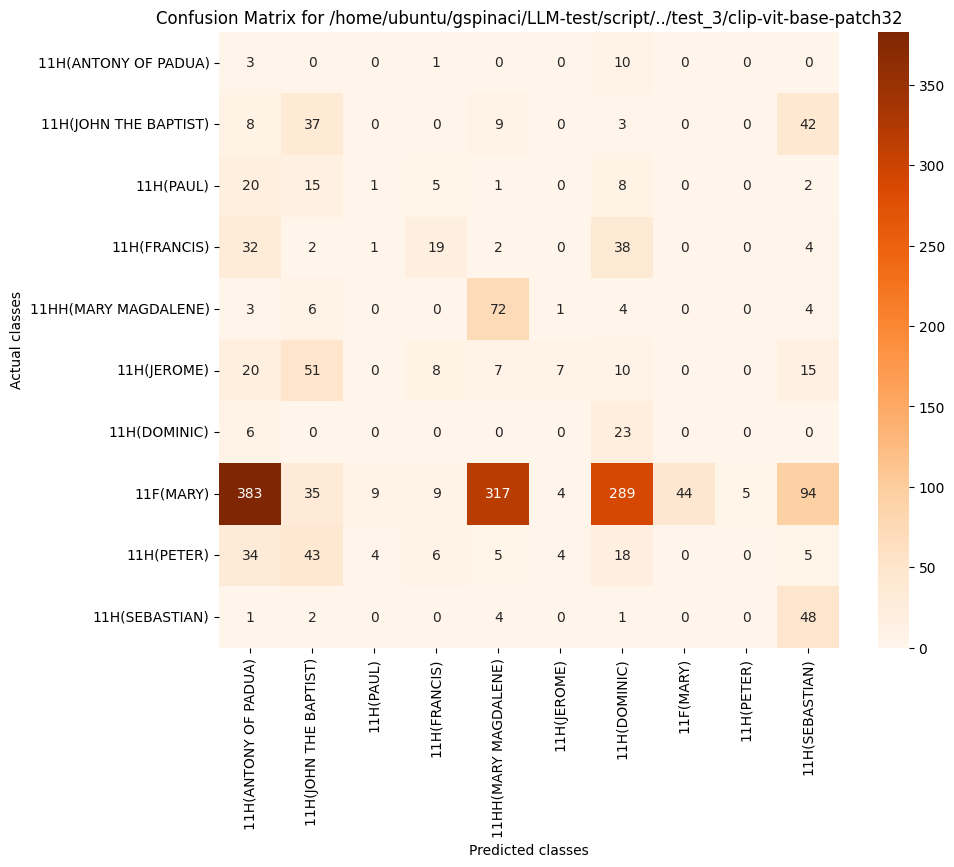 Confusion Matrix for /home/ubuntu/gspinaci/LLM-test/script/../test_3/clip-vit-base-patch32
Actual classes
11H(ANTONY OF PADUA) 3 0 0 1 0 0 10 0 0 0
11H(JOHN THE BAPTIST) 8 37 0 0 9 0 3 0 0 42
11H(PAUL) 20 15 1 5 1 0 8 0 0 2
11H(FRANCIS) 32 2 1 19 2 0 38 0 0 4
11HH(MARY MAGDALENE) 3 6 0 0 72 1 4 0 0 4
11H(JEROME) 20 51 0 8 7 7 10 0 0 15
11H(DOMINIC) 6 0 0 0 0 0 23 0 0 0
11F(MARY) 383 35 9 9 317 4 289 44 5 94
11H(PETER) 34 43 4 6 5 4 18 0 0 5
11H(SEBASTIAN) 1 2 0 0 4 0 1 0 0 48
11H(ANTONY OF PADUA)
11H(JOHN THE BAPTIST)
11H(PAUL)
11H(FRANCIS)
11HH(MARY MAGDALENE)
11H(JEROME)
11H(DOMINIC)
11F(MARY)
11H(PETER)
11H(SEBASTIAN)
Predicted classes
350
300
250
200
150
100
50
0